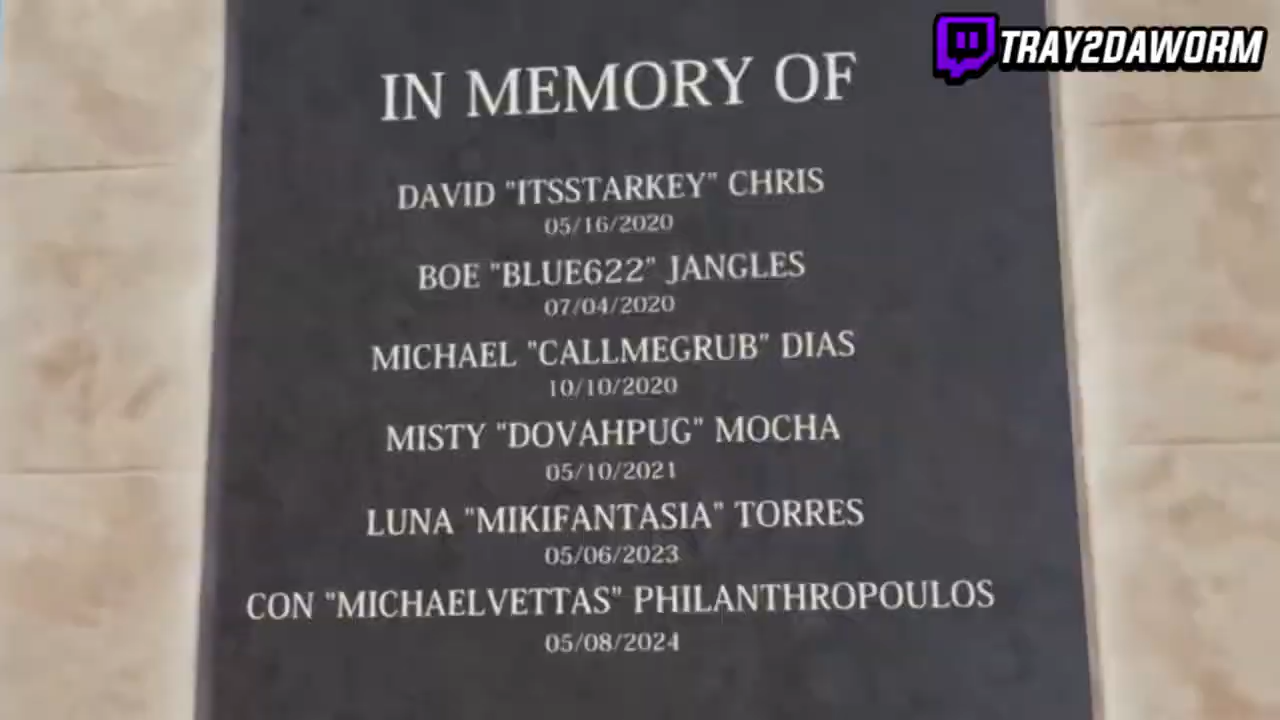 TRAY2DAWORM
IN MEMORY OF
DAVID "ITSSTARKEY" CHRIS
05/16/2020
BOE "BLUE622" JANGLES
07/04/2020
MICHAEL "CALLMEGRUB" DIAS
10/10/2020
MISTY "DOVAHPUG" MOCHA
05/10/2021
LUNA "MIKIFANTASIA" TORRES
05/06/2023
CON "MICHAELVETTAS" PHILANTHROPOULOS
05/08/2024